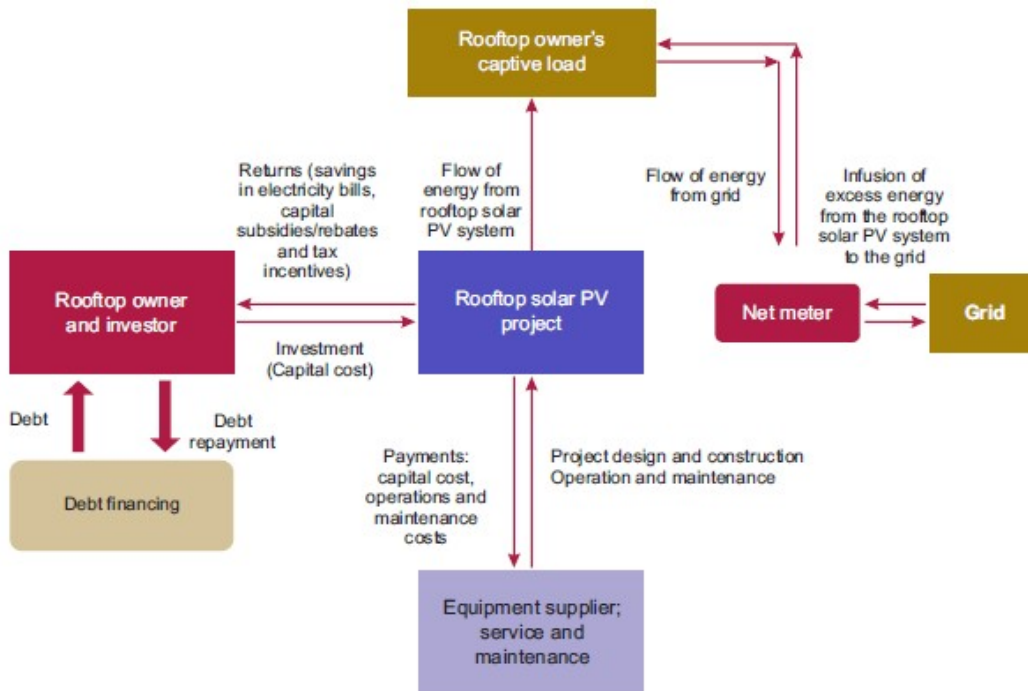 Rooftop owner's
captive load
Returns (savings
in electricity bills,
capital
subsidies/rebates
and tax
incentives)
Flow of
energy from
rooftop solar
PV system
Flow of energy
from grid
Infusion of
excess energy
from the rooftop
solar PV system
to the grid
Rooftop owner
and investor
Rooftop solar PV
project
Net meter
Grid
Investment
(Capital cost)
Debt
Debt
repayment
Debt financing
Payments:
capital cost,
operations and
maintenance
costs
Project design and construction
Operation and maintenance
Equipment supplier;
service and
maintenance